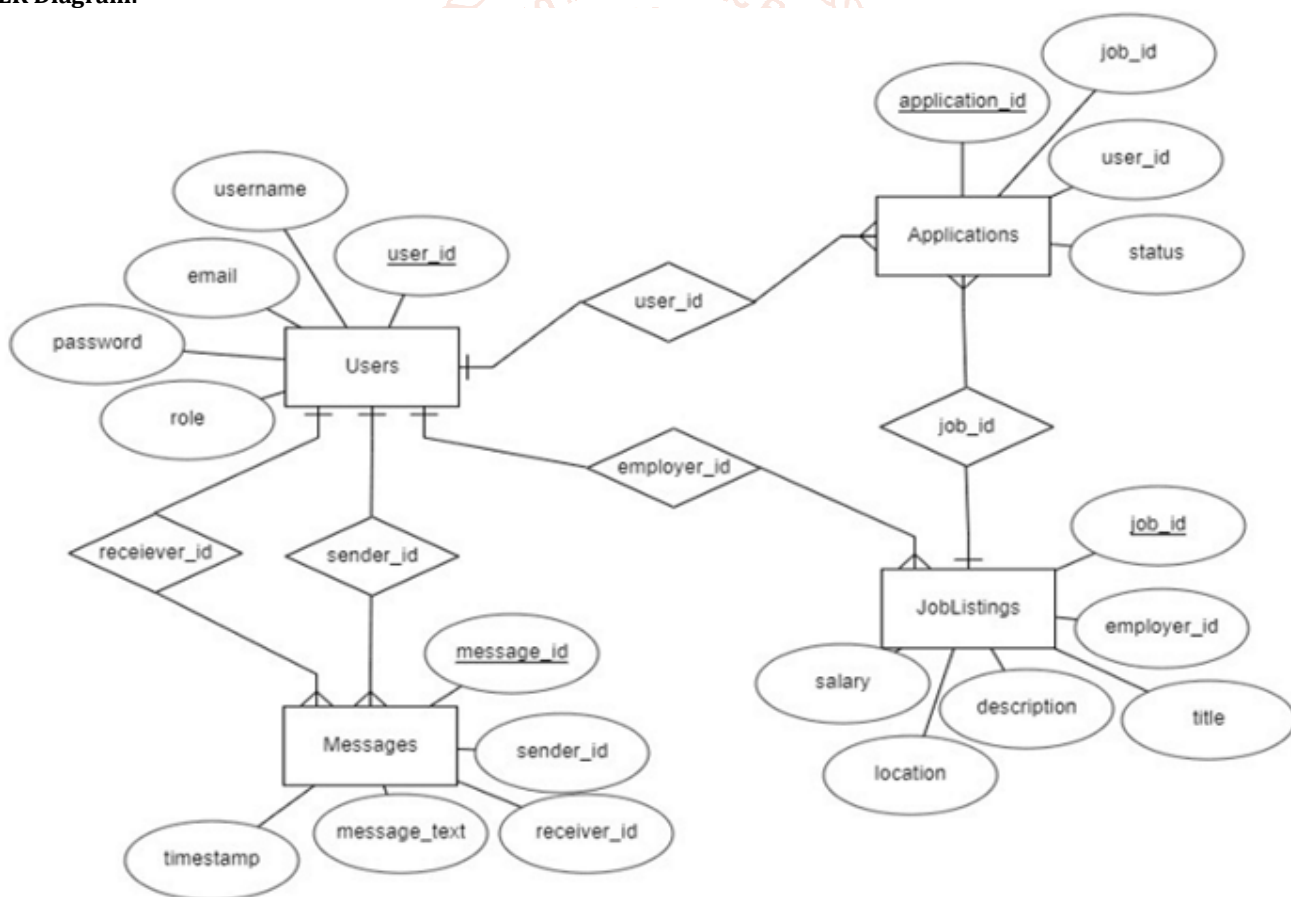 ER Diagram:
job_id
application_id
user_id
username
user_id
Applications
status
email
user_id
password
Users
role
job_id
employer_id
receiever_id
sender_id
job_id
JobListings
employer_id
message_id
salary
description
title
Messages
sender_id
location
message_text
receiver_id
timestamp